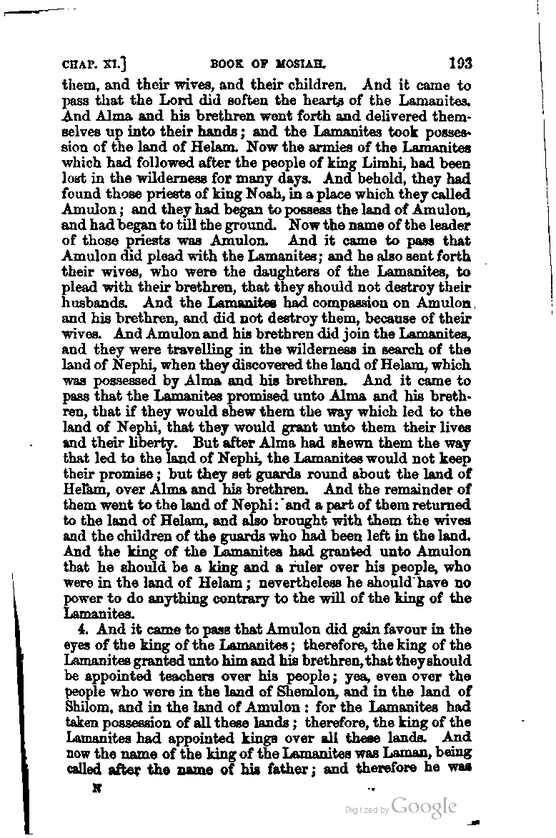 CHAP. XI.] BOOK OF MOSIAH. 193
them, and their wives, and their children. And it came to
pass that the Lord did soften the hearts of the Lamanites.
And Alma and his brethren went forth and delivered them-
selves up into their hands; and the Lamanites took posses-
sion of the land of Helam. Now the armies of the Lamanites
which had followed after the people of king Limhi, had been
lost in the wilderness for many days. And behold, they had
found those priests of king Noah, in a place which they called
Amulon; and they had began to possess the land of Amulon,
and had began to till the ground. Now the name of the leader
of those priests was Amulon. And it came to pass that
Amulon did plead with the Lamanites; and he also sent forth
their wives, who were the daughters of the Lamanites, to
plead with their brethren, that they should not destroy their
husbands. And the Lamanites had compassion on Amulon
and his brethren, and did not destroy them, because of their
wives. And Amulon and his brethren did join the Lamanites,
and they were travelling in the wilderness in search of the
land of Nephi, when they discovered the land of Helam, which
was possessed by Alma and his brethren. And it came to
pass that the Lamanites promised unto Alma and his breth-
ren, that if they would shew them the way which led to the
land of Nephi, that they would grant unto them their lives
and their liberty. But after Alma had shewn them the way
that led to the land of Nephi, the Lamanites would not keep
their promise; but they set guards round about the land of
Helam, over Alma and his brethren. And the remainder of
them went to the land of Nephi: and a part of them returned
to the land of Helam, and also brought with them the wives
and the children of the guards who had been left in the land.
And the king of the Lamanites had granted unto Amulon
that he should be a king and a ruler over his people, who
were in the land of Helam; nevertheless he should have no
power to do anything contrary to the will of the king of the
Lamanites.
4. And it came to pass that Amulon did gain favour in the
eyes of the king of the Lamanites; therefore, the king of the
Lamanites granted unto him and his brethren, that they should
be appointed teachers over his people; yea, even over the
people who were in the land of Shemlon, and in the land of
Shilom, and in the land of Amulon: for the Lamanites had
taken possession of all these lands; therefore, the king of the
Lamanites had appointed kings over all these lands. And
now the name of the king of the Lamanites was Laman, being
called after the name of his father; and therefore he was
N
Digitized by Google